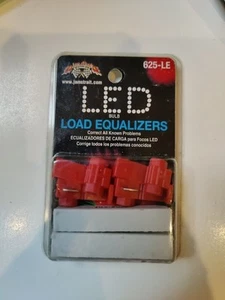 625-LE
www.jamstrait.com
LED
BULB
LOAD EQUALIZERS
Correct All Known Problems
ECUALIZADORES DE CARGA para Focos LED
Corrige todos los problemas conocidos